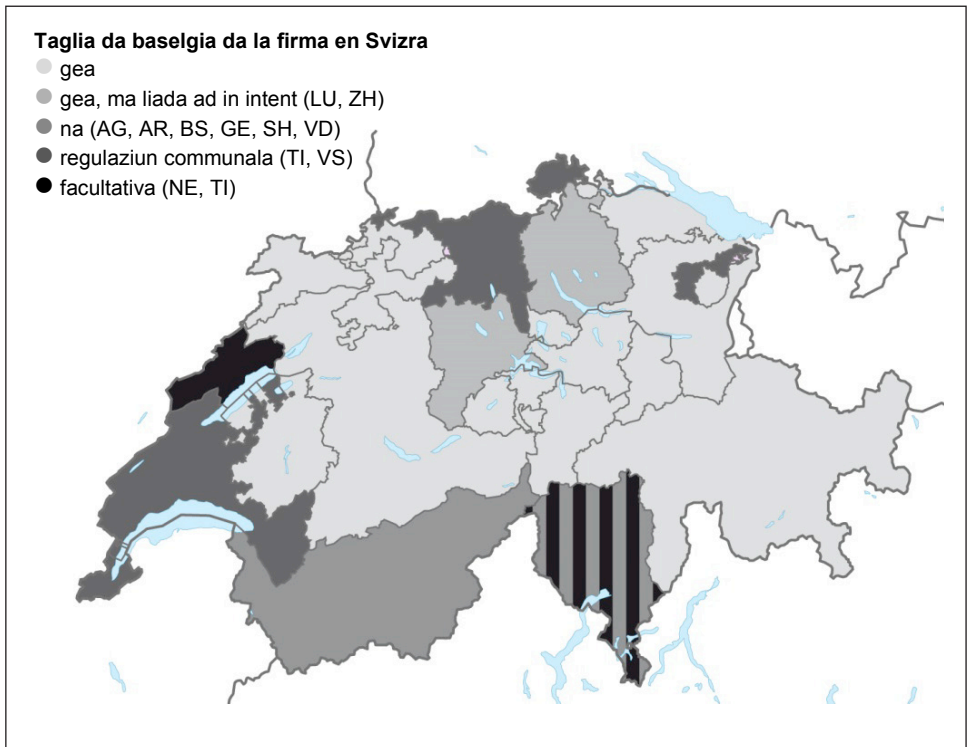 Taglia da baselgia da la firma en Svizra
gea
gea, ma liada ad in intent (LU, ZH)
na (AG, AR, BS, GE, SH, VD)
regulaziun communala (TI, VS)
facultativa (NE, TI)